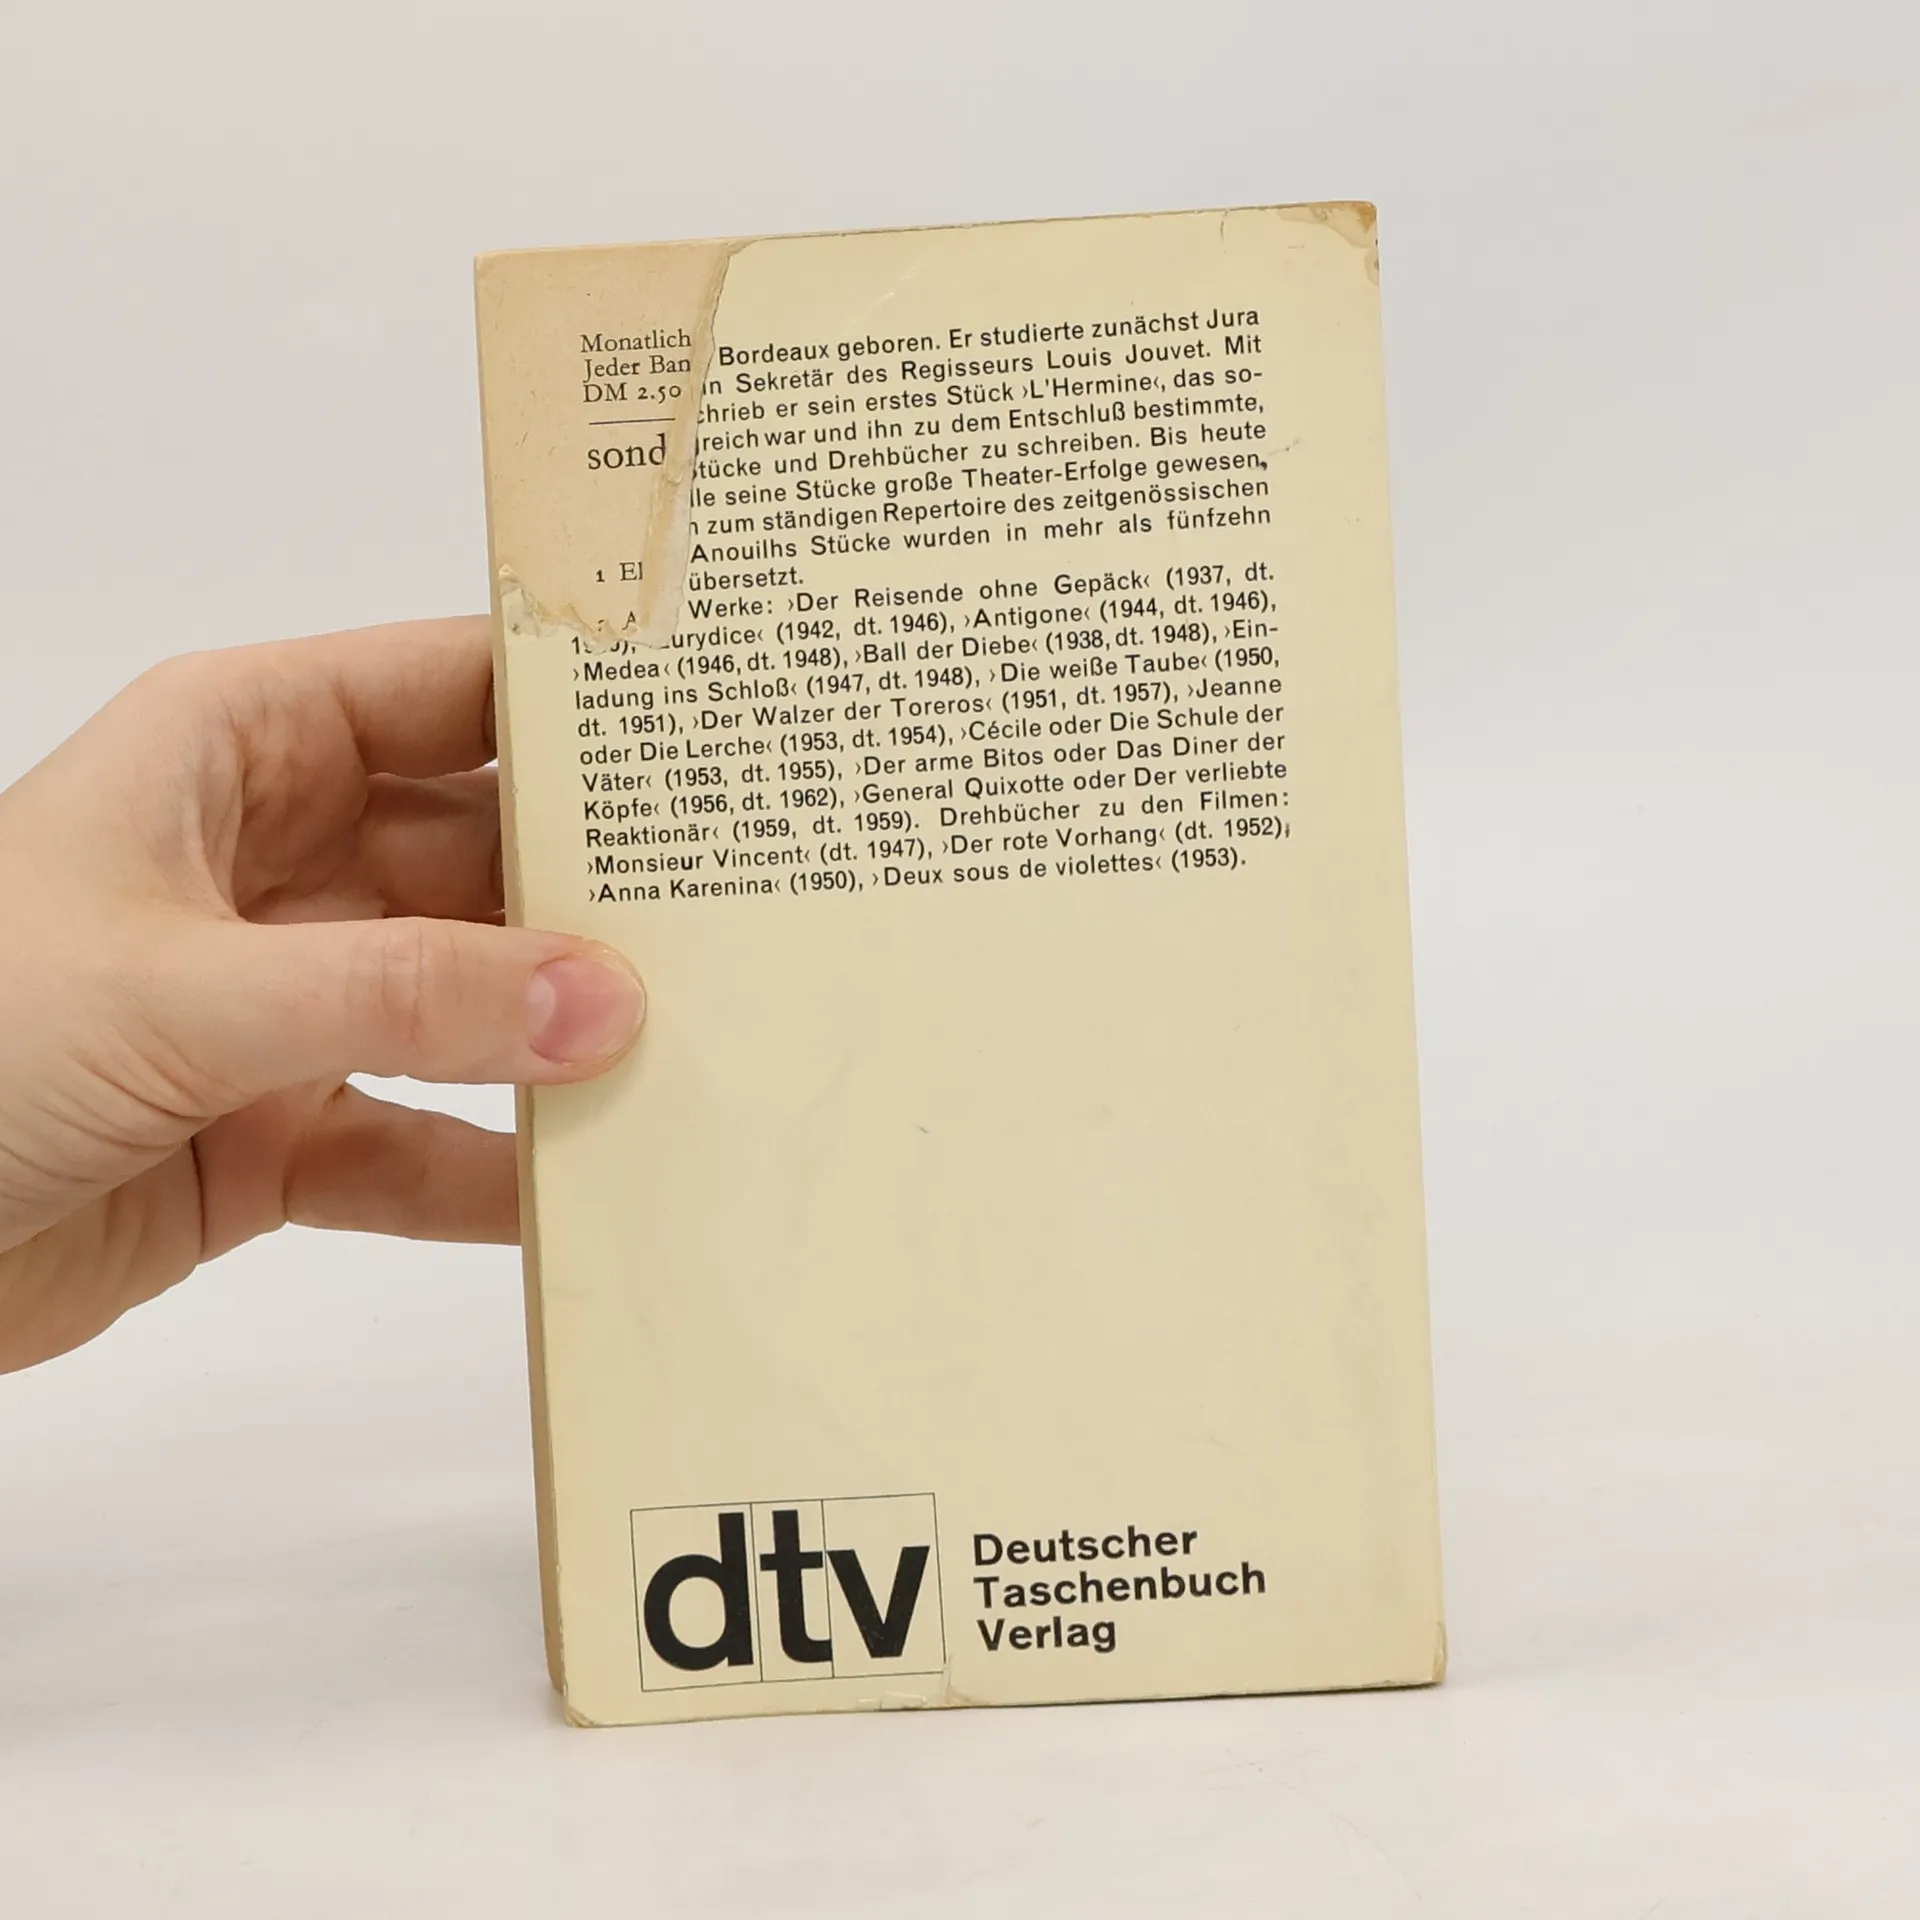 Monatlich
Jeder Ban
DM 2.50
sond
1 El
Bordeaux geboren. Er studierte zunächst Jura
in Sekretär des Regisseurs Louis Jouvet. Mit
chrieb er sein erstes Stück ›L'Hermine‹, das so-
greich war und ihn zu dem Entschluß bestimmte,
tücke und Drehbücher zu schreiben. Bis heute
lle seine Stücke große Theater-Erfolge gewesen,
n zum ständigen Repertoire des zeitgenössischen
Anouilhs Stücke wurden in mehr als fünfzehn
übersetzt.
Werke: ›Der Reisende ohne Gepäck‹ (1937, dt.
urydice‹ (1942, dt. 1946), ›Antigone‹ (1944, dt. 1946),
›Medea‹ (1946, dt. 1948), ›Ball der Diebe‹ (1938, dt. 1948), ›Ein-
ladung ins Schloß‹ (1947, dt. 1948), ›Die weiße Taube‹ (1950,
dt. 1951), ›Der Walzer der Toreros‹ (1951, dt. 1957), ›Jeanne
oder Die Lerche‹ (1953, dt. 1954), ›Cécile oder Die Schule der
Väter‹ (1953, dt. 1955), ›Der arme Bitos oder Das Diner der
Köpfe‹ (1956, dt. 1962), ›General Quixotte oder Der verliebte
Reaktionär‹ (1959, dt. 1959). Drehbücher zu den Filmen:
›Monsieur Vincent‹ (dt. 1947), ›Der rote Vorhang‹ (dt. 1952),
›Anna Karenina‹ (1950), ›Deux sous de violettes‹ (1953).
dtv
Deutscher
Taschenbuch
Verlag